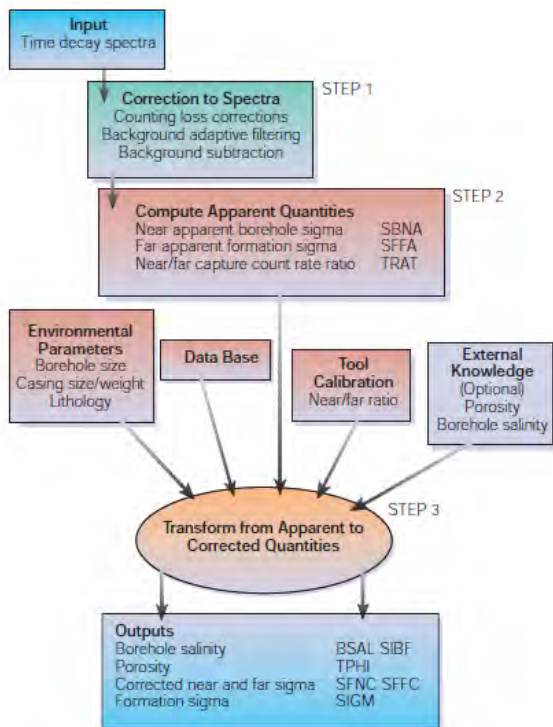 Input
Time decay spectra
STEP 1
Correction to Spectra
Counting loss corrections
Background adaptive filtering
Background subtraction
STEP 2
Compute Apparent Quantities
Near apparent borehole sigma SBNA
Far apparent formation sigma SFFA
Near/far capture count rate ratio TRAT
Environmental
Parameters
Borehole size
Casing size/weight
Lithology
Data Base
Tool
Calibration
Near/far ratio
External
Knowledge
(Optional)
Porosity
Borehole salinity
STEP 3
Transform from Apparent to
Corrected Quantities
Outputs
Borehole salinity BSAL SIBF
Porosity TPHI
Corrected near and far sigma SFNC SFFC
Formation sigma SIGM